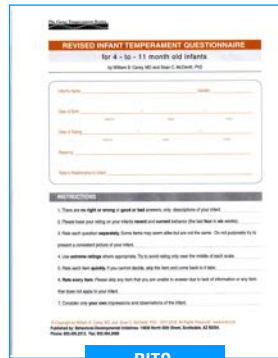 The Carey Temperament Scales
REVISED INFANT TEMPERAMENT QUESTIONNAIRE
for 4 - to - 11 month old infants
by William B. Carey, MD and Sean C. McDevitt, PhD
Infant's Name
Gender
Date of Birth
Date of Rating
Rater's Relationship to Infant
INSTRUCTIONS
1. There are no right or wrong or good or bad answers, only descriptions of your infant.
2. Please base your rating on your infant's recent and current behavior (the last four to six weeks).
3. Rate each question separately. Some items may seem alike but are not the same. Do not purposely try to
present a consistent picture of your infant.
4. Use extreme ratings where appropriate. Try to avoid rating only near the middle of each scale.
5. Rate each item quickly. If you cannot decide, skip the item and come back to it later.
6. Rate every item. Please skip any item that you are unable to answer due to lack of information or any item
that does not apply to your infant.
7. Consider only your own impressions and observations of the infant.